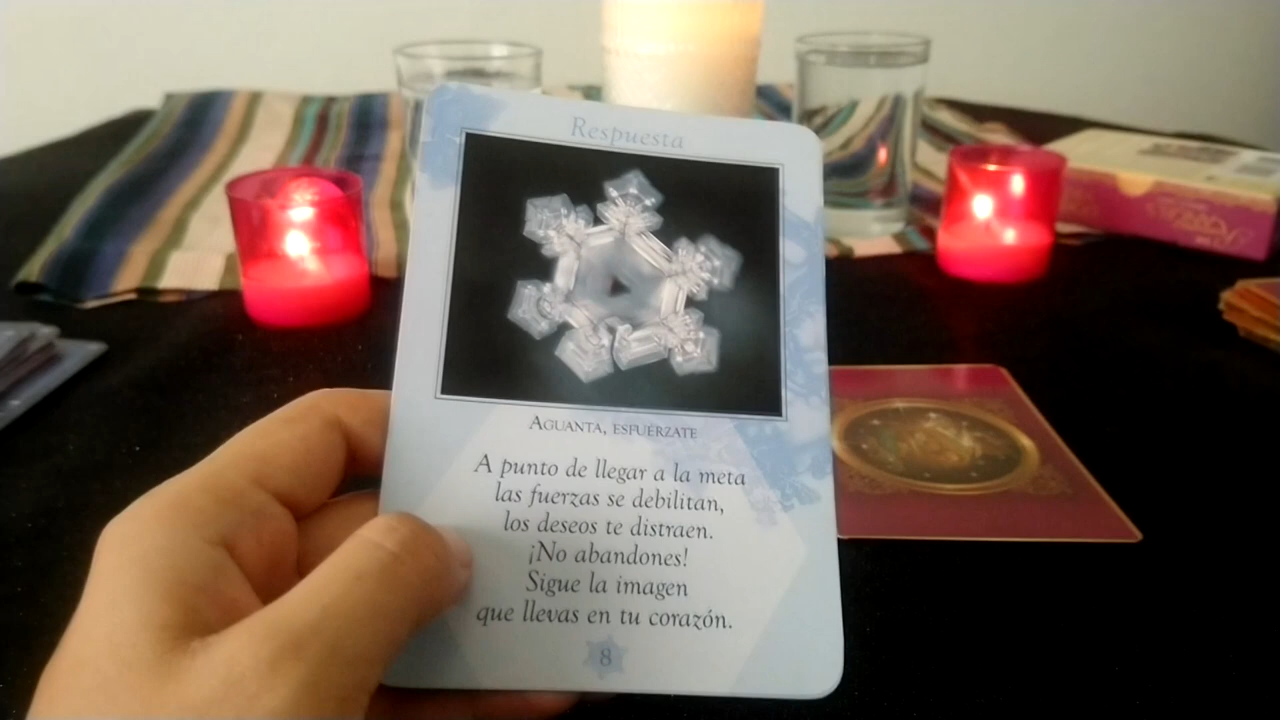 Respuesta
AGUANTA, ESFUÉRZATE
A punto de llegar a la meta
las fuerzas se debilitan,
los deseos te distraen.
¡No abandones!
Sigue la imagen
que llevas en tu corazón.
8